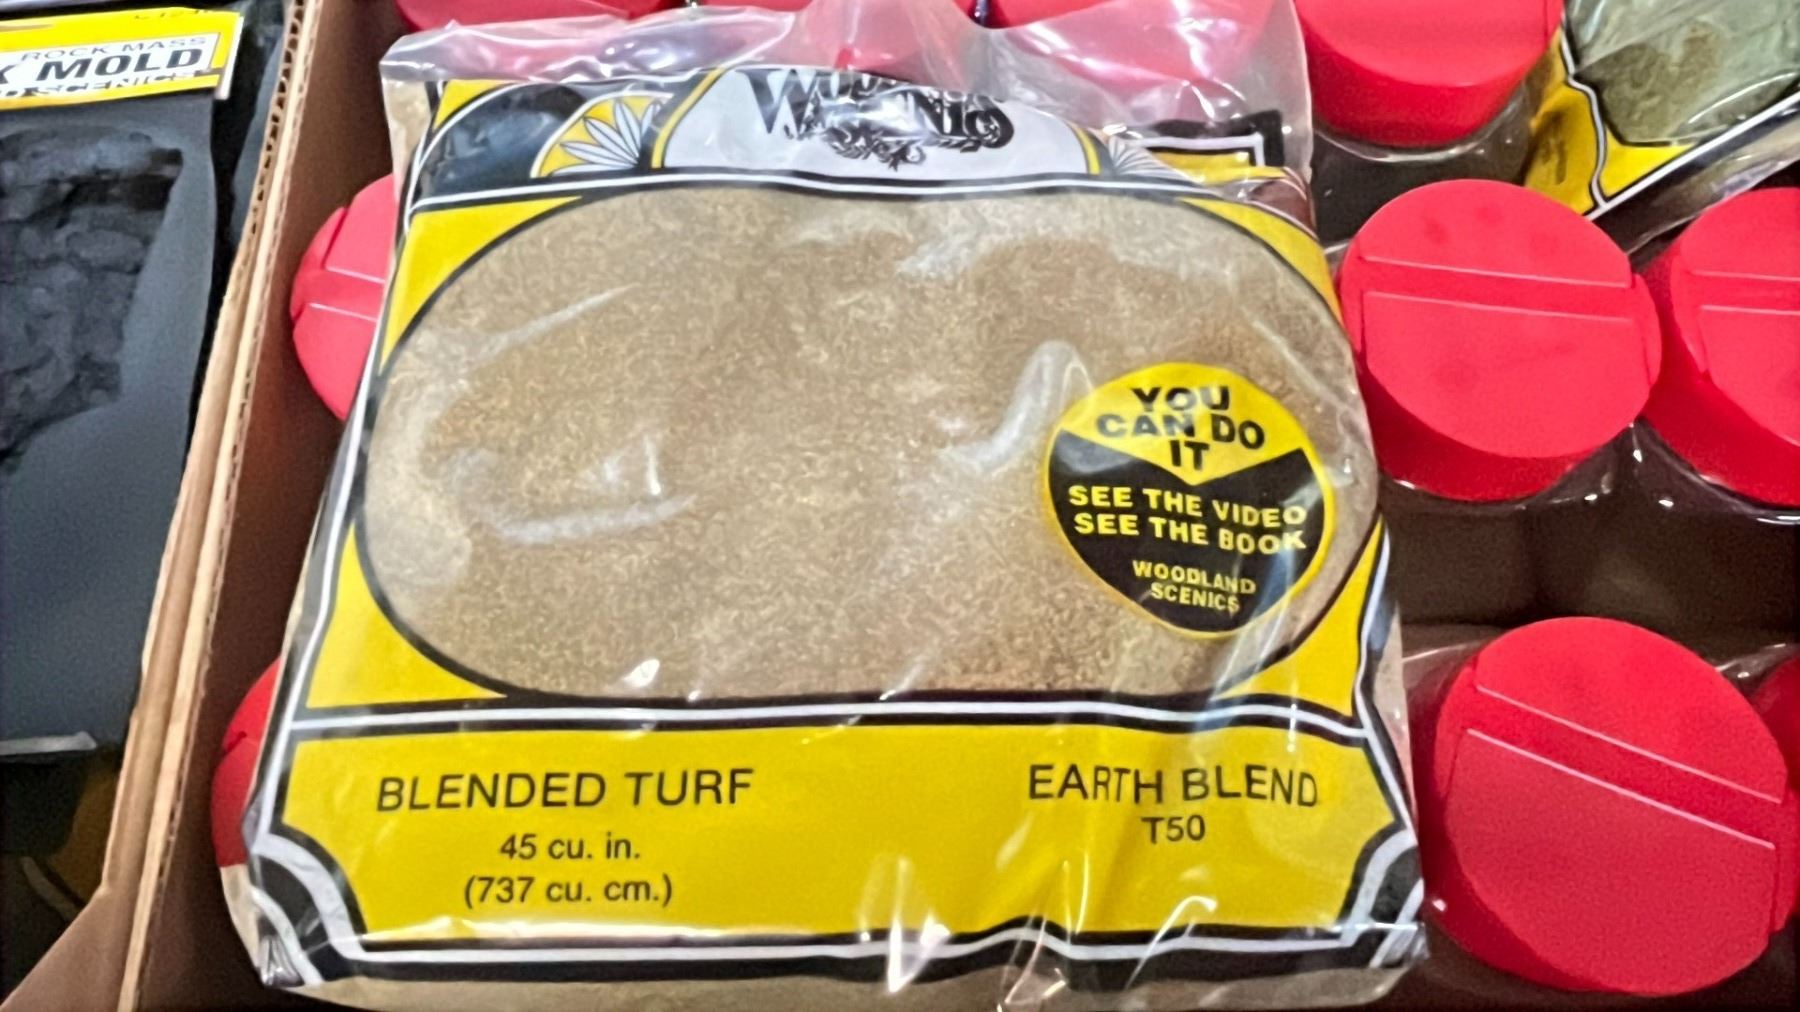 ROCK MASS
MOLD
SCENICS
YOU
CAN DO
IT
SEE THE VIDEO
SEE THE BOOK
WOODLAND
SCENICS
BLENDED TURF
45 cu. in.
(737 cu. cm.)
EARTH BLEND
T50